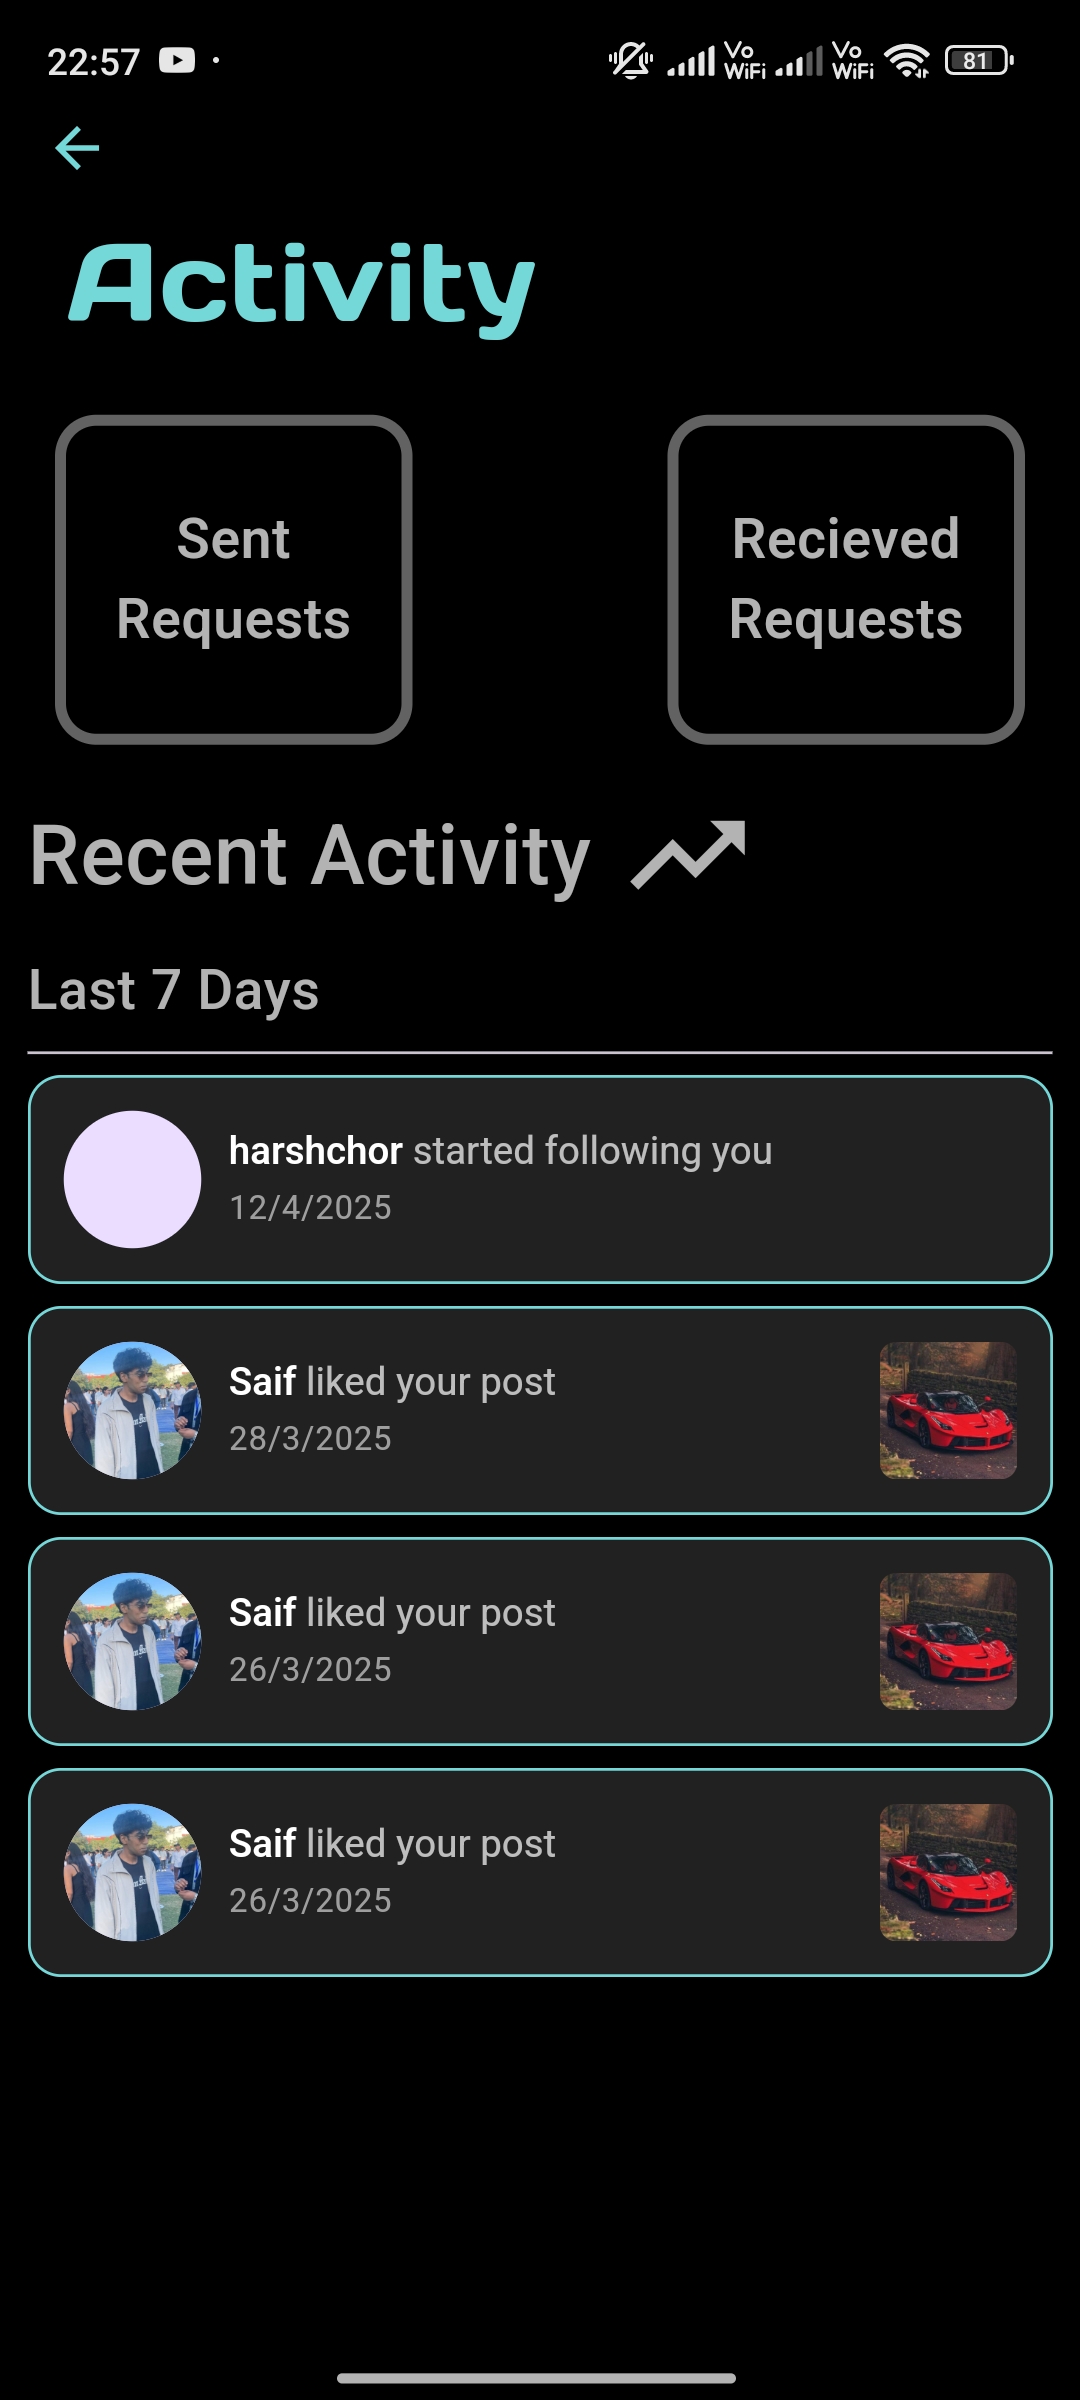 22:57
Vo
WiFi
Vo
WiFi
81
Activity
Sent
Requests
Recieved
Requests
Recent Activity
Last 7 Days
harshchor started following you
12/4/2025
Saif liked your post
28/3/2025
Saif liked your post
26/3/2025
Saif liked your post
26/3/2025